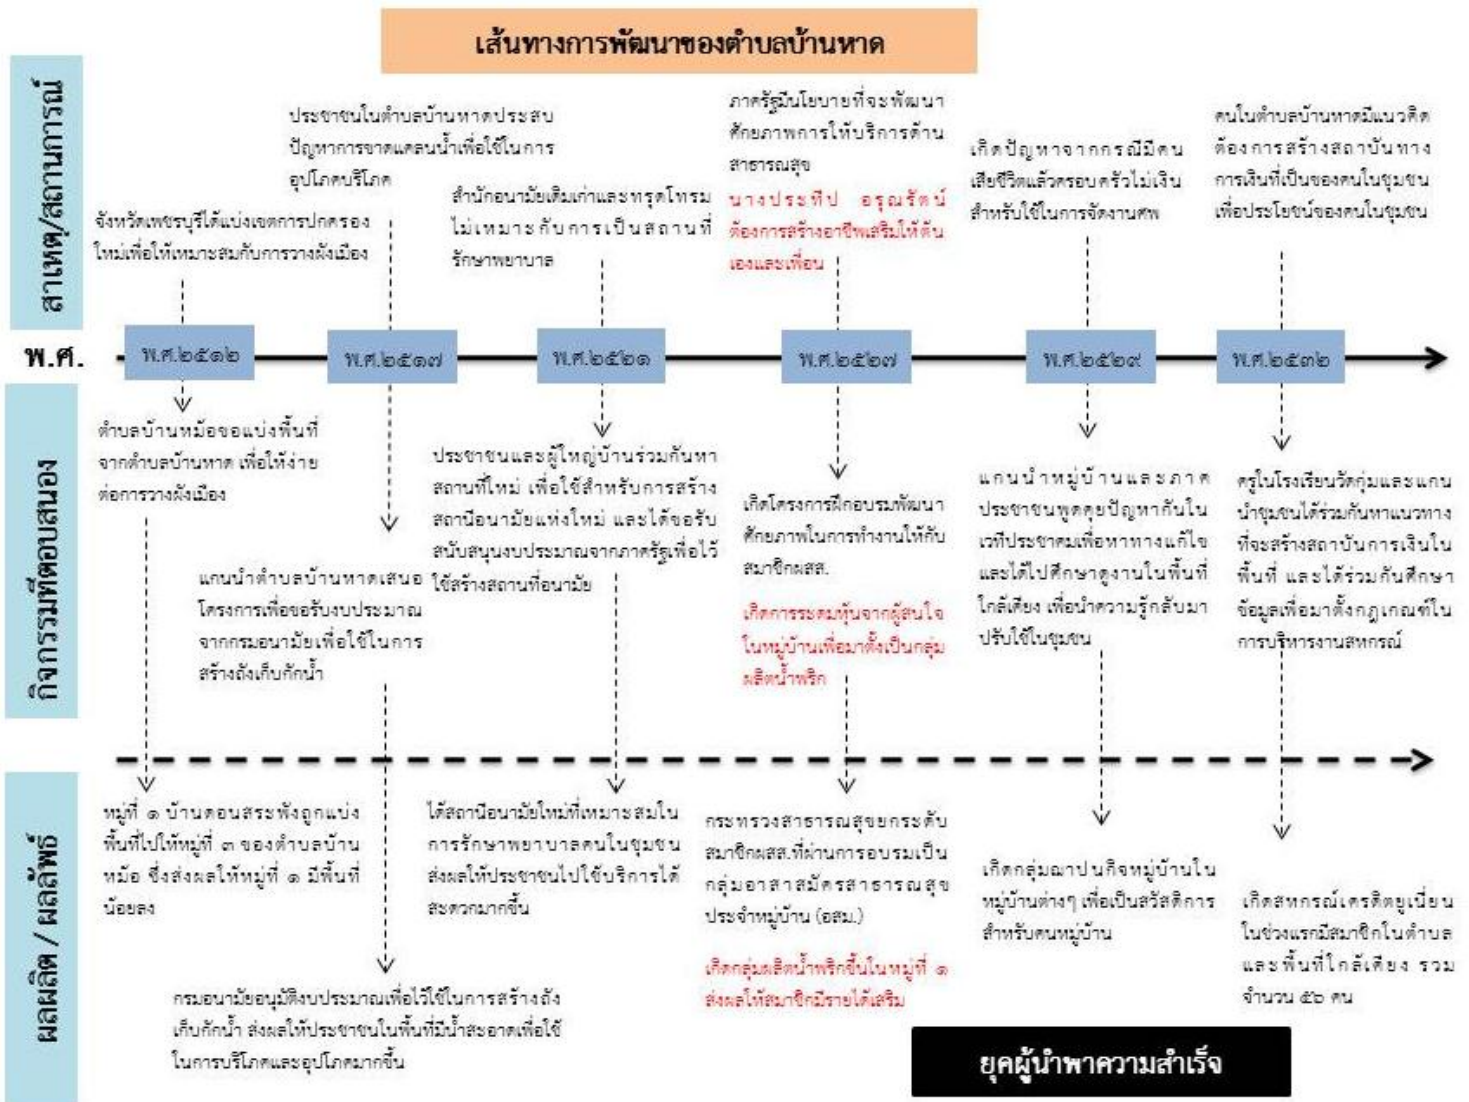 เส้นทางการพัฒนาของตำบลบ้านหาด
สาเหตุ/สถานการณ์
จังหวัดเพชรบุรีได้แบ่งเขตการปกครอง
ใหม่เพื่อให้เหมาะสมกับการวางผังเมือง
ประชาชนในตำบลบ้านหาดประสบ
ปัญหาการขาดแคลนน้ำเพื่อใช้ในการ
อุปโภคบริโภค
สำนักอนามัยเดิมเก่าและทรุดโทรม
ไม่เหมาะกับการเป็นสถานที่
รักษาพยาบาล
ภาครัฐมีนโยบายที่จะพัฒนา
ศักยภาพการให้บริการด้าน
สาธารณสุข
นางประทีป อรุณรัตน์
ต้องการสร้างอาชีพเสริมให้ตน
เองและเพื่อน
เกิดปัญหาจากกรณีมีคน
เสียชีวิตแล้วครอบครัวไม่เงิน
สำหรับใช้ในการจัดงานศพ
คนในตำบลบ้านหาดมีแนวคิด
ต้องการสร้างสถาบันทาง
การเงินที่เป็นของคนในชุมชน
เพื่อประโยชน์ของคนในชุมชน
พ.ศ.
พ.ศ.๒๕๑๒
พ.ศ.๒๕๑๗
พ.ศ.๒๕๒๑
พ.ศ.๒๕๒๗
พ.ศ.๒๕๒๙
พ.ศ.๒๕๓๒
กิจกรรมที่ตอบสนอง
ตำบลบ้านหม้อขอแบ่งพื้นที่
จากตำบลบ้านหาด เพื่อให้ง่าย
ต่อการวางผังเมือง
แกนนำตำบลบ้านหาดเสนอ
โครงการเพื่อขอรับงบประมาณ
จากกรมอนามัยเพื่อใช้ในการ
สร้างถังเก็บกักน้ำ
ประชาชนและผู้ใหญ่บ้านร่วมกันหา
สถานที่ใหม่ เพื่อใช้สำหรับการสร้าง
สถานีอนามัยแห่งใหม่ และได้ขอรับ
สนับสนุนงบประมาณจากภาครัฐเพื่อไว้
ใช้สร้างสถานที่อนามัย
เกิดโครงการฝึกอบรมพัฒนา
ศักยภาพในการทำงานให้กับ
สมาชิกผสส.
เกิดการระดมหุ้นจากผู้สนใจ
ในหมู่บ้านเพื่อมาตั้งเป็นกลุ่ม
ผลิตน้ำพริก
แกนนำหมู่บ้านและภาค
ประชาชนพูดคุยปัญหากันใน
เวทีประชาคมเพื่อหาทางแก้ไข
และได้ไปศึกษาดูงานในพื้นที่
ใกล้เคียง เพื่อนำความรู้กลับมา
ปรับใช้ในชุมชน
ครูในโรงเรียนวัดกุ่มและแกน
นำชุมชนได้ร่วมกันหาแนวทาง
ที่จะสร้างสถาบันการเงินใน
พื้นที่ และได้ร่วมกันศึกษา
ข้อมูลเพื่อมาตั้งกฎเกณฑ์ใน
การบริหารงานสหกรณ์
ผลผลิต / ผลลัพธ์
หมู่ที่ ๑ บ้านดอนสระพังถูกแบ่ง
พื้นที่ไปให้หมู่ที่ ๓ ของตำบลบ้าน
หม้อ ซึ่งส่งผลให้หมู่ที่ ๑ มีพื้นที่
น้อยลง
กรมอนามัยอนุมัติงบประมาณเพื่อไว้ใช้ในการสร้างถัง
เก็บกักน้ำ ส่งผลให้ประชาชนในพื้นที่มีน้ำสะอาดเพื่อใช้
ในการบริโภคและอุปโภคมากขึ้น
ได้สถานีอนามัยใหม่ที่เหมาะสมใน
การรักษาพยาบาลคนในชุมชน
ส่งผลให้ประชาชนไปใช้บริการได้
สะดวกมากขึ้น
กระทรวงสาธารณสุขยกระดับ
สมาชิกผสส.ที่ผ่านการอบรมเป็น
กลุ่มอาสาสมัครสาธารณสุข
ประจำหมู่บ้าน (อสม.)
เกิดกลุ่มผลิตน้ำพริกขึ้นในหมู่ที่ ๑
ส่งผลให้สมาชิกมีรายได้เสริม
เกิดกลุ่มฌาปนกิจหมู่บ้านใน
หมู่บ้านต่างๆ เพื่อเป็นสวัสดิการ
สำหรับคนหมู่บ้าน
เกิดสหกรณ์เครดิตยูเนี่ยน
ในช่วงแรกมีสมาชิกในตำบล
และพื้นที่ใกล้เคียง รวม
จำนวน ๕๖ คน
ยุคผู้นำพาความสำเร็จ